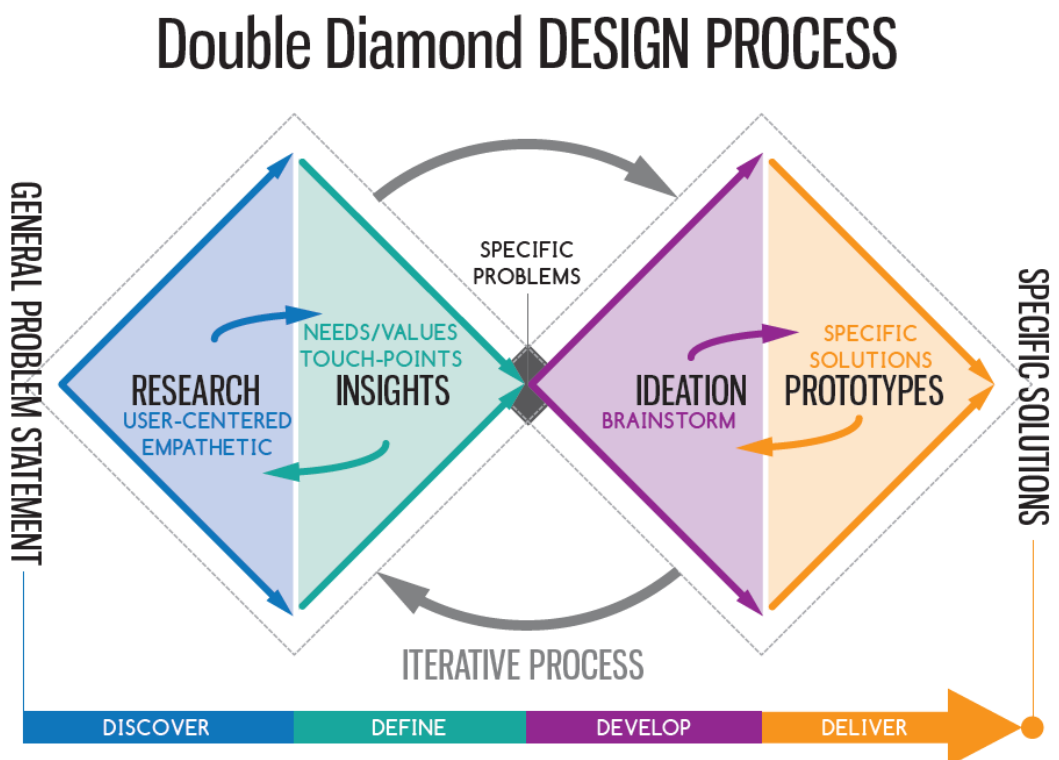 Double Diamond DESIGN PROCESS
GENERAL PROBLEM STATEMENT
SPECIFIC
PROBLEMS
RESEARCH
USER-CENTERED
EMPATHETIC
NEEDS/VALUES
TOUCH-POINTS
INSIGHTS
IDEATION
BRAINSTORM
SPECIFIC
SOLUTIONS
PROTOTYPES
SPECIFIC SOLUTIONS
ITERATIVE PROCESS
DISCOVER
DEFINE
DEVELOP
DELIVER